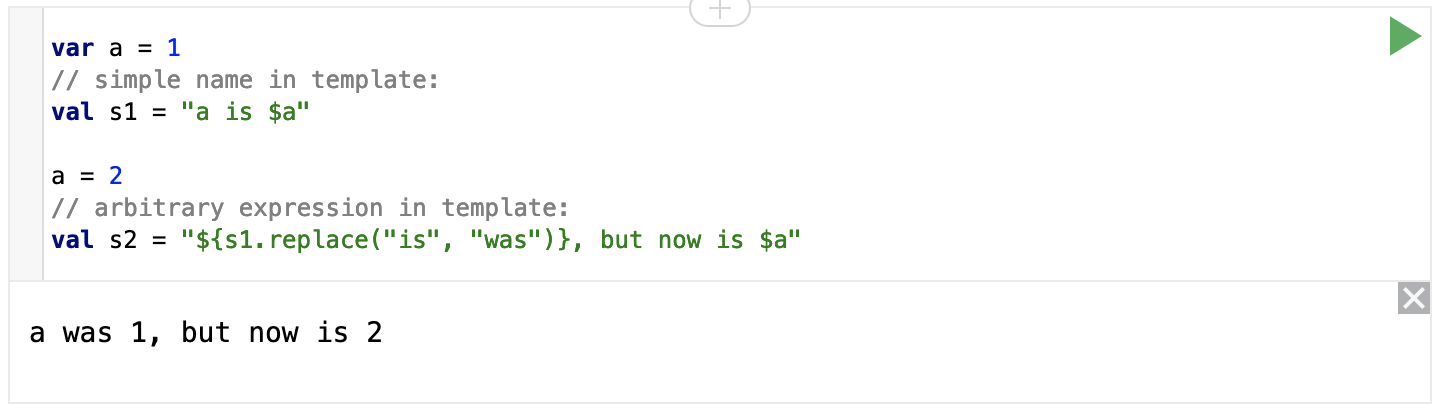 var a = 1
// simple name in template:
val s1 = "a is $a"
a = 2
// arbitrary expression in template:
val s2 = "${s1.replace("is", "was")}, but now is $a"
a was 1, but now is 2